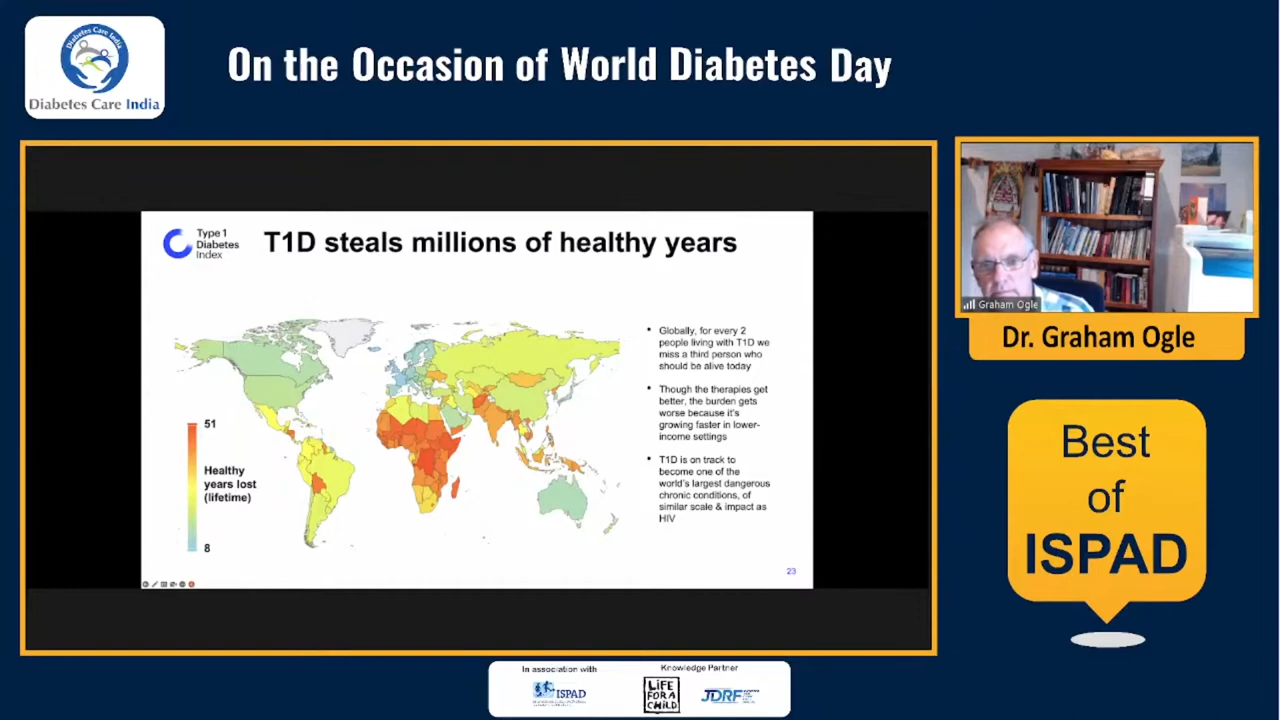 Diabetes Care India
Diabetes Care India
On the Occasion of World Diabetes Day
Type 1
Diabetes
Index
T1D steals millions of healthy years
51
Healthy
years lost
(lifetime)
8
• Globally, for every 2
people living with T1D we
miss a third person who
should be alive today
• Though the therapies get
better, the burden gets
worse because it's
growing faster in lower-
income settings
• T1D is on track to
become one of the
world's largest dangerous
chronic conditions, of
similar scale & impact as
HIV
23
Graham Ogle
Dr. Graham Ogle
Best
of
ISPAD
In association with
ISPAD
Knowledge Partner
LiFE
FOR A
CHiLD
JDRF